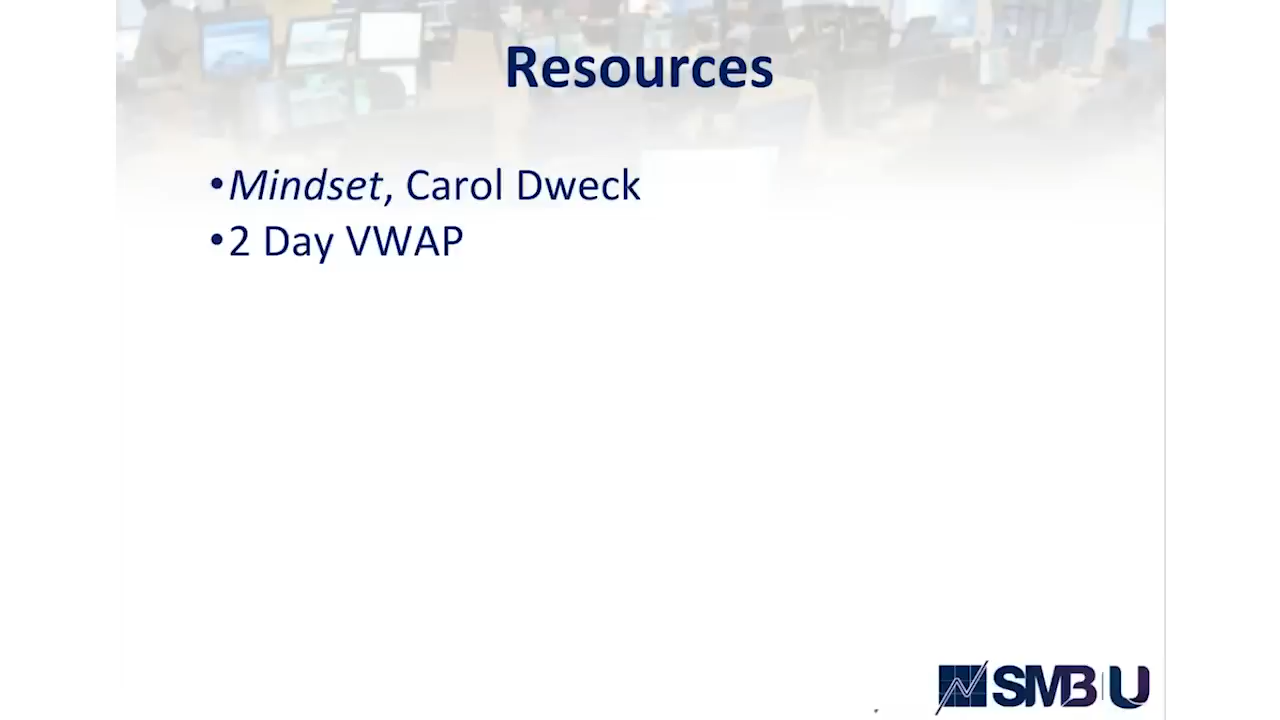 Resources
•Mindset, Carol Dweck
•2 Day VWAP
SMB U